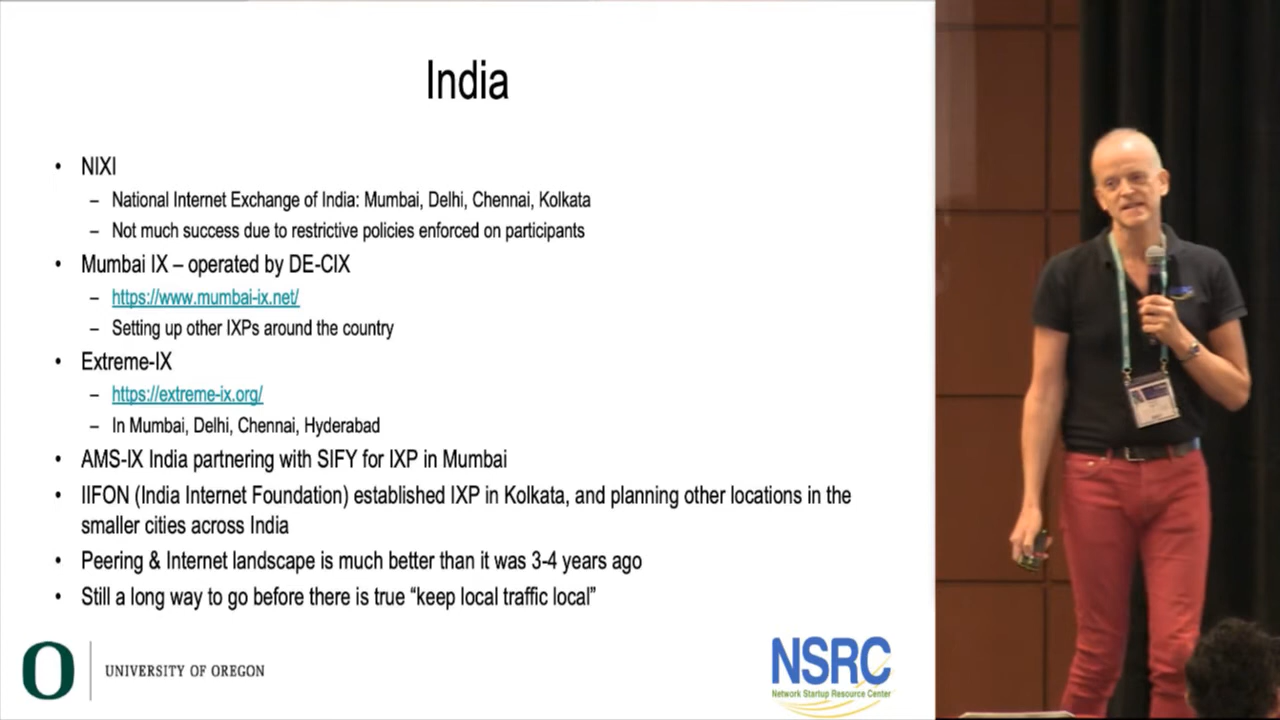 India
• NIXI
– National Internet Exchange of India: Mumbai, Delhi, Chennai, Kolkata
– Not much success due to restrictive policies enforced on participants
• Mumbai IX – operated by DE-CIX
– https://www.mumbai-ix.net/
– Setting up other IXPs around the country
• Extreme-IX
– https://extreme-ix.org/
– In Mumbai, Delhi, Chennai, Hyderabad
• AMS-IX India partnering with SIFY for IXP in Mumbai
• IIFON (India Internet Foundation) established IXP in Kolkata, and planning other locations in the
smaller cities across India
• Peering & Internet landscape is much better than it was 3-4 years ago
• Still a long way to go before there is true “keep local traffic local”
O
UNIVERSITY OF OREGON
NSRC
Network Startup Resource Center
NSRC